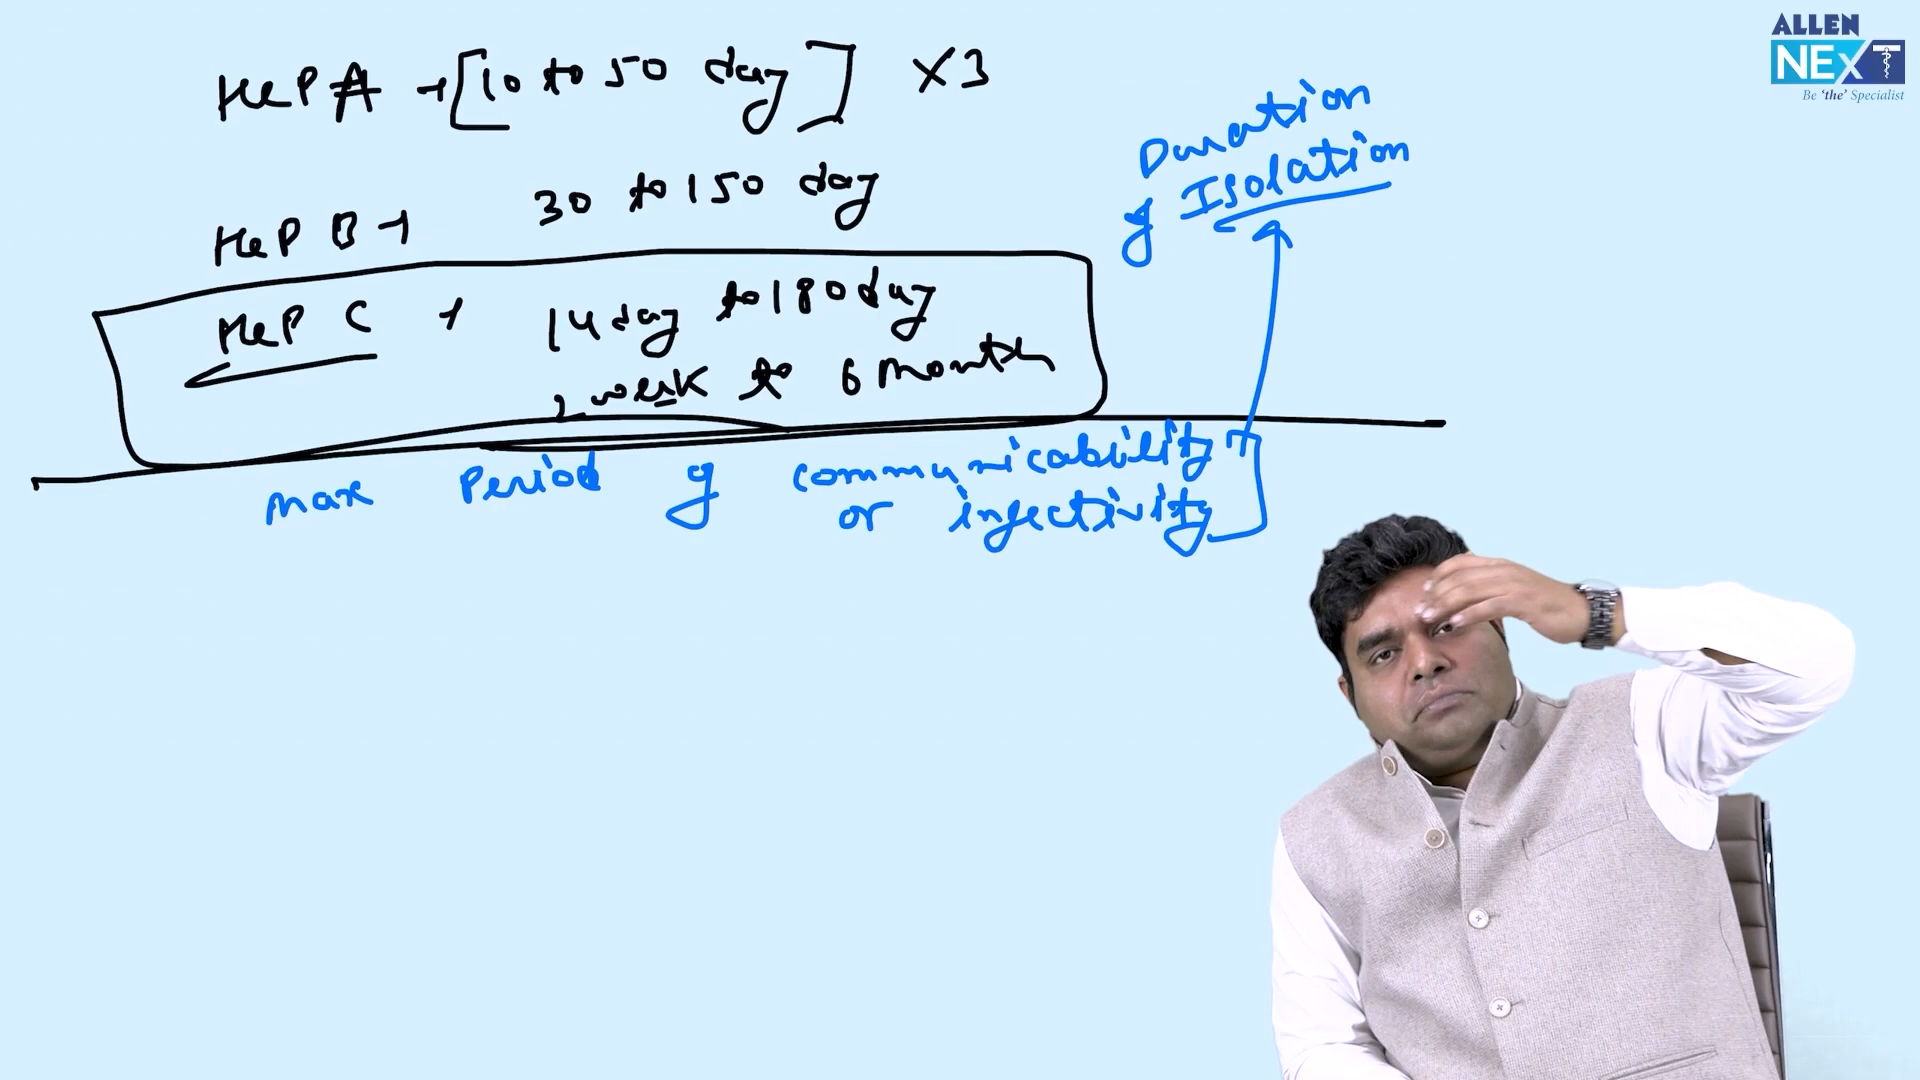 HeP A → [10 to 50 day] X3
HeP B → 30 to 150 day
HeP C → 14 day to 180 day
2 week to 6 month
Duration
of Isolation
max Period of communicability
or infectivity
ALLEN
NEXT
Be 'the' Specialist